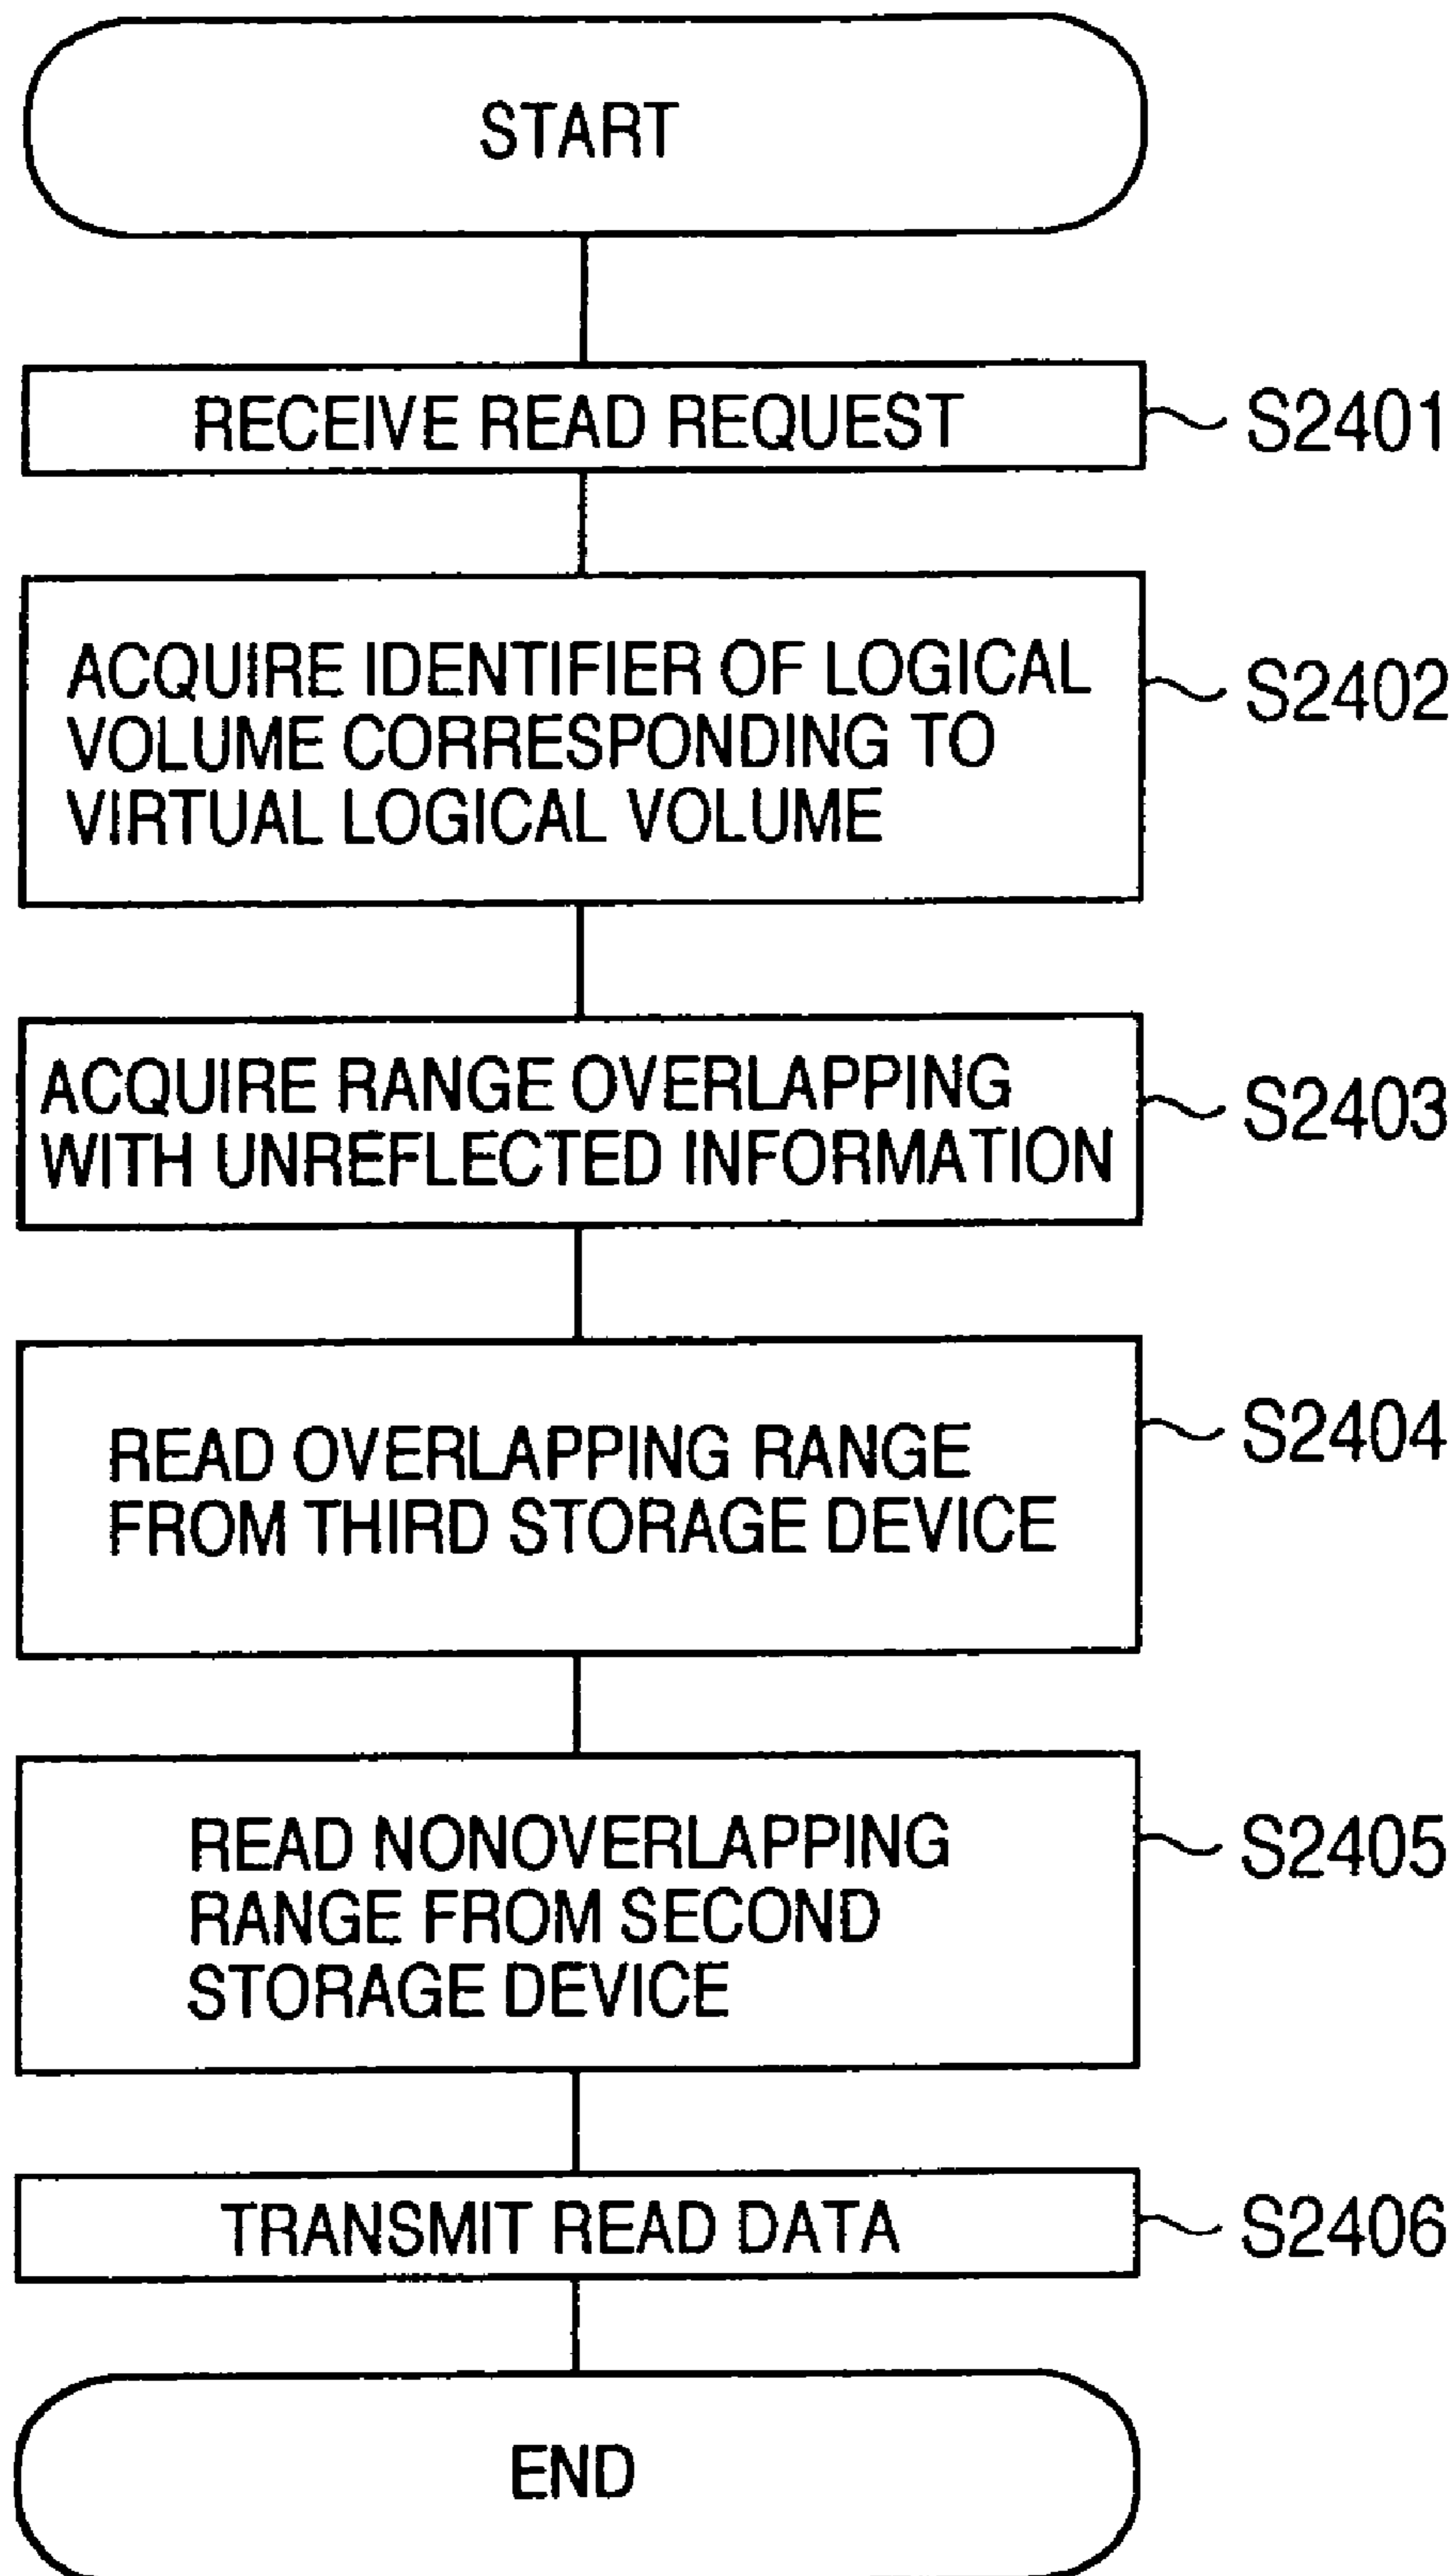 START
RECEIVE READ REQUEST
S2401
ACQUIRE IDENTIFIER OF LOGICAL
VOLUME CORRESPONDING TO
VIRTUAL LOGICAL VOLUME
S2402
ACQUIRE RANGE OVERLAPPING
WITH UNREFLECTED INFORMATION
S2403
READ OVERLAPPING RANGE
FROM THIRD STORAGE DEVICE
S2404
READ NONOVERLAPPING
RANGE FROM SECOND
STORAGE DEVICE
S2405
TRANSMIT READ DATA
S2406
END